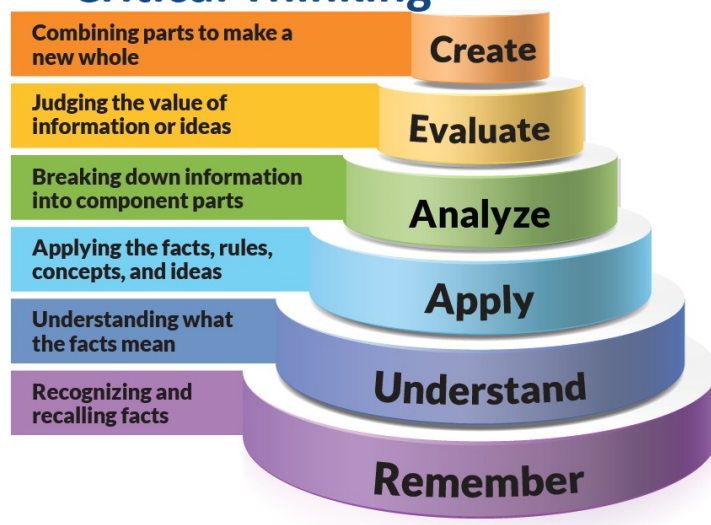 Critical Thinking
Combining parts to make a
new whole
Create
Judging the value of
information or ideas
Evaluate
Breaking down information
into component parts
Analyze
Applying the facts, rules,
concepts, and ideas
Apply
Understanding what
the facts mean
Understand
Recognizing and
recalling facts
Remember